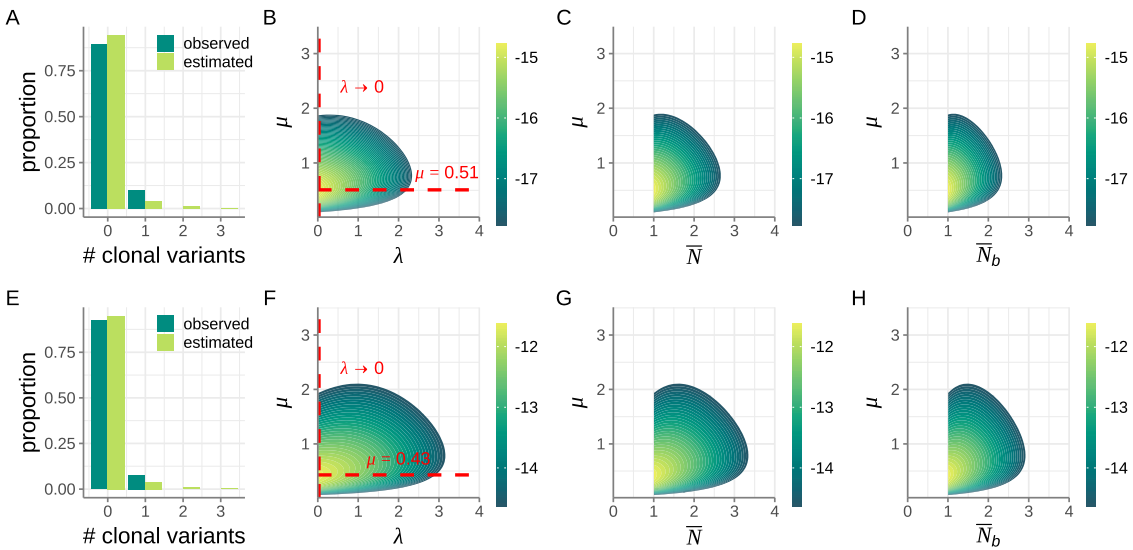 A
proportion
0.75
0.50
0.25
0.00
0 1 2 3
# clonal variants
observed
estimated
B
μ
3
2
1
0 1 2 3 4
λ
λ → 0
μ = 0.51
-15
-16
-17
C
μ
3
2
1
0 1 2 3 4
N̅
-15
-16
-17
D
μ
3
2
1
0 1 2 3 4
N̅b
-15
-16
-17
E
proportion
0.75
0.50
0.25
0.00
0 1 2 3
# clonal variants
observed
estimated
F
μ
3
2
1
0 1 2 3 4
λ
λ → 0
μ = 0.43
-12
-13
-14
G
μ
3
2
1
0 1 2 3 4
N̅
-12
-13
-14
H
μ
3
2
1
0 1 2 3 4
N̅b
-12
-13
-14